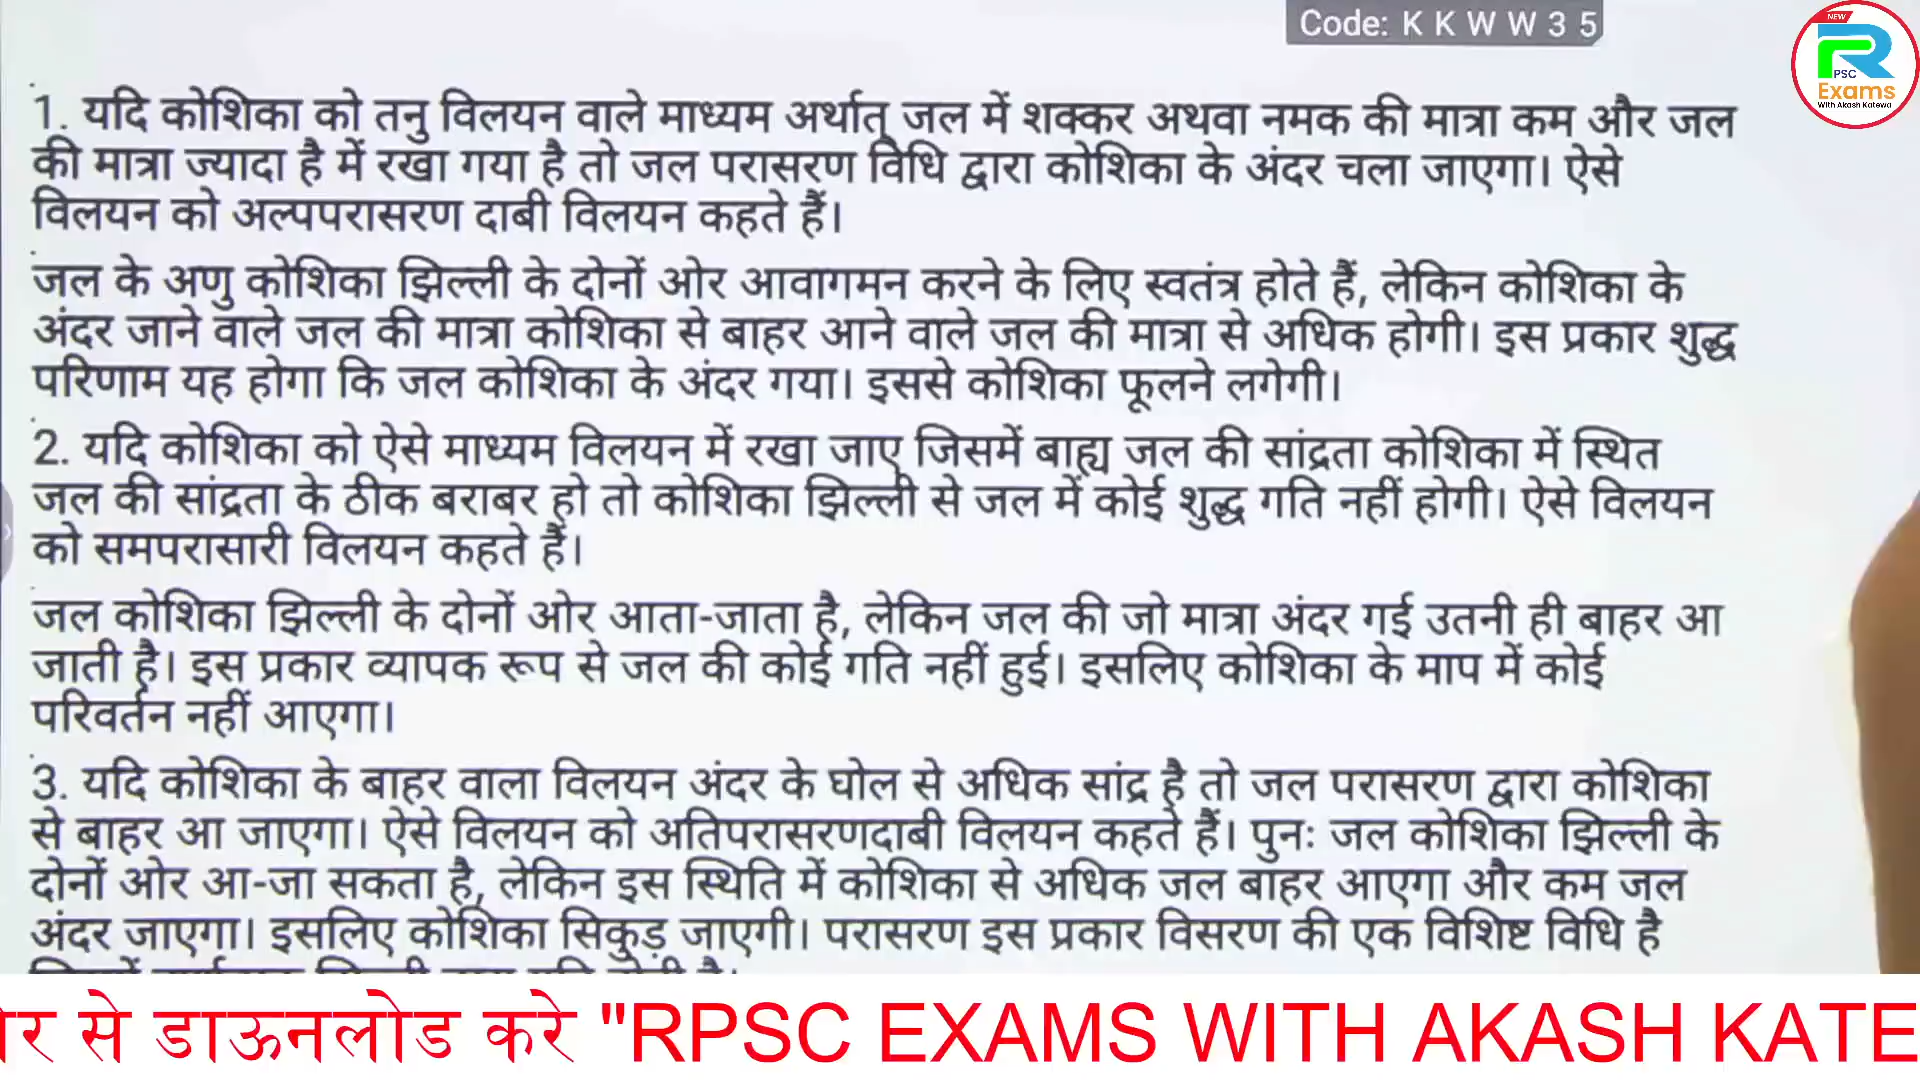 Code: K K W W 3 5
NEW
PSC
Exams
With Akash Katewa
1. यदि कोशिका को तनु विलयन वाले माध्यम अर्थात् जल में शक्कर अथवा नमक की मात्रा कम और जल
की मात्रा ज्यादा है में रखा गया है तो जल परासरण विधि द्वारा कोशिका के अंदर चला जाएगा। ऐसे
विलयन को अल्पपरासरण दाबी विलयन कहते हैं।
जल के अणु कोशिका झिल्ली के दोनों ओर आवागमन करने के लिए स्वतंत्र होते हैं, लेकिन कोशिका के
अंदर जाने वाले जल की मात्रा कोशिका से बाहर आने वाले जल की मात्रा से अधिक होगी। इस प्रकार शुद्ध
परिणाम यह होगा कि जल कोशिका के अंदर गया। इससे कोशिका फूलने लगेगी।
2. यदि कोशिका को ऐसे माध्यम विलयन में रखा जाए जिसमें बाह्य जल की सांद्रता कोशिका में स्थित
जल की सांद्रता के ठीक बराबर हो तो कोशिका झिल्ली से जल में कोई शुद्ध गति नहीं होगी। ऐसे विलयन
को समपरासारी विलयन कहते हैं।
जल कोशिका झिल्ली के दोनों ओर आता-जाता है, लेकिन जल की जो मात्रा अंदर गई उतनी ही बाहर आ
जाती है। इस प्रकार व्यापक रूप से जल की कोई गति नहीं हुई। इसलिए कोशिका के माप में कोई
परिवर्तन नहीं आएगा।
3. यदि कोशिका के बाहर वाला विलयन अंदर के घोल से अधिक सांद्र है तो जल परासरण द्वारा कोशिका
से बाहर आ जाएगा। ऐसे विलयन को अतिपरासरणदाबी विलयन कहते हैं। पुनः जल कोशिका झिल्ली के
दोनों ओर आ-जा सकता है, लेकिन इस स्थिति में कोशिका से अधिक जल बाहर आएगा और कम जल
अंदर जाएगा। इसलिए कोशिका सिकुड़ जाएगी। परासरण इस प्रकार विसरण की एक विशिष्ट विधि है
से डाऊनलोड करे "RPSC EXAMS WITH AKASH KATE